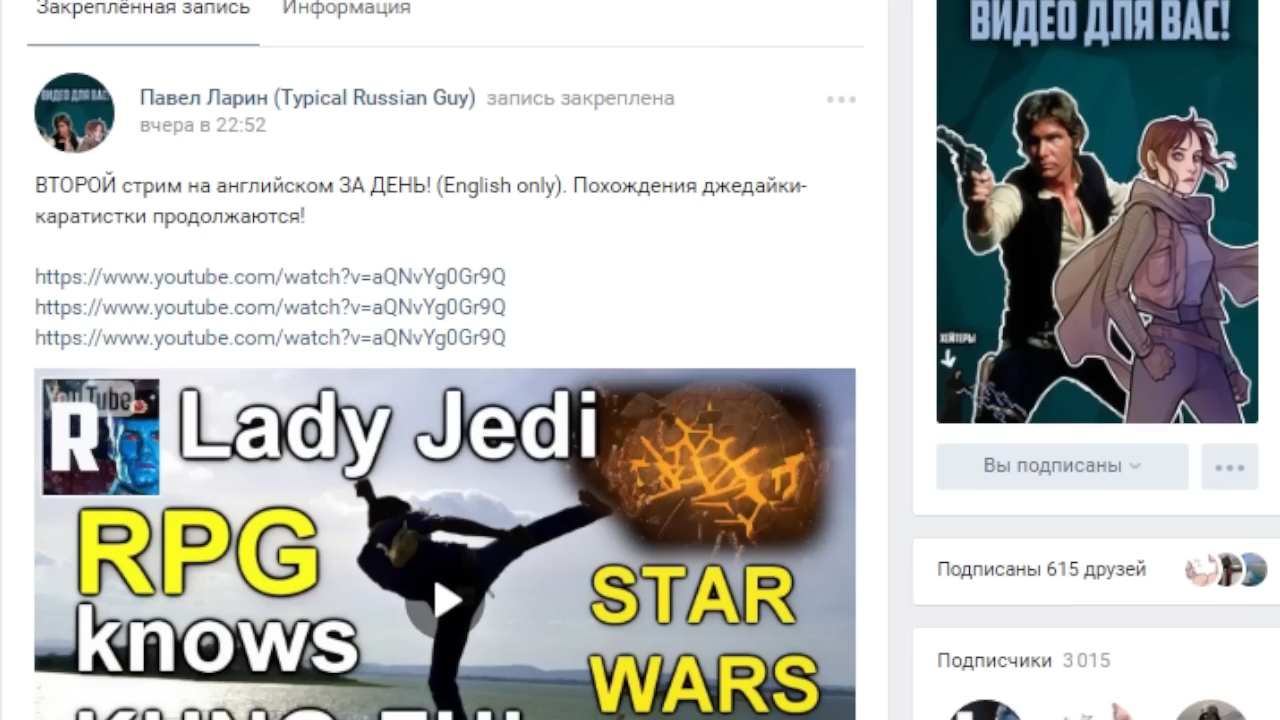 Закреплённая запись Информация
Павел Ларин (Typical Russian Guy) запись закреплена
вчера в 22:52
ВТОРОЙ стрим на английском ЗА ДЕНЬ! (English only). Похождения джедайки-
каратистки продолжаются!
https://www.youtube.com/watch?v=aQNvYg0Gr9Q
https://www.youtube.com/watch?v=aQNvYg0Gr9Q
https://www.youtube.com/watch?v=aQNvYg0Gr9Q
YouTube
R
Lady Jedi
RPG
knows
KUNG FU!
STAR
WARS
ВИДЕО ДЛЯ ВАС!
ХЕЙТЕРЫ
Вы подписаны
Подписаны 615 друзей
Подписчики 3 015